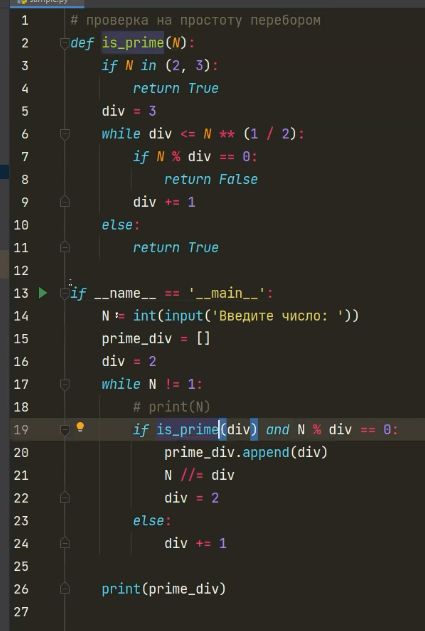 sample.py
1 # проверка на простоту перебором
2 def is_prime(N):
3 if N in (2, 3):
4 return True
5 div = 3
6 while div <= N ** (1 / 2):
7 if N % div == 0:
8 return False
9 div += 1
10 else:
11 return True
12
13 if __name__ == '__main__':
14 N = int(input('Введите число: '))
15 prime_div = []
16 div = 2
17 while N != 1:
18 # print(N)
19 if is_prime(div) and N % div == 0:
20 prime_div.append(div)
21 N //= div
22 div = 2
23 else:
24 div += 1
25
26 print(prime_div)
27